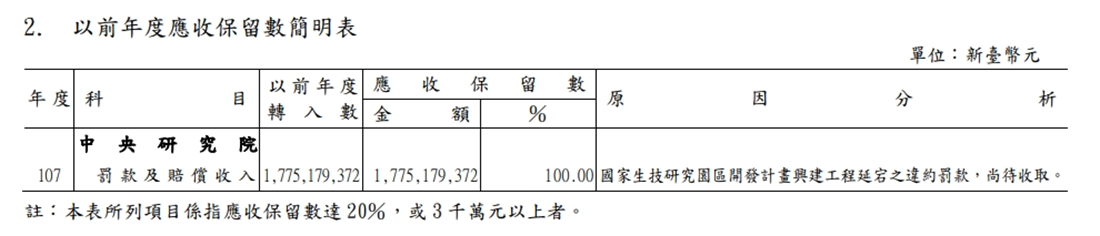 2. 以前年度應收保留數簡明表
單位：新臺幣元
年度 科目 以前年度轉入數 應收保留數 原因分析
金額 %
中央研究院
107 罰款及賠償收入 1,775,179,372 1,775,179,372 100.00 國家生技研究園區開發計畫興建工程延宕之違約罰款，尚待收取。
註：本表所列項目係指應收保留數達20%，或3千萬元以上者。